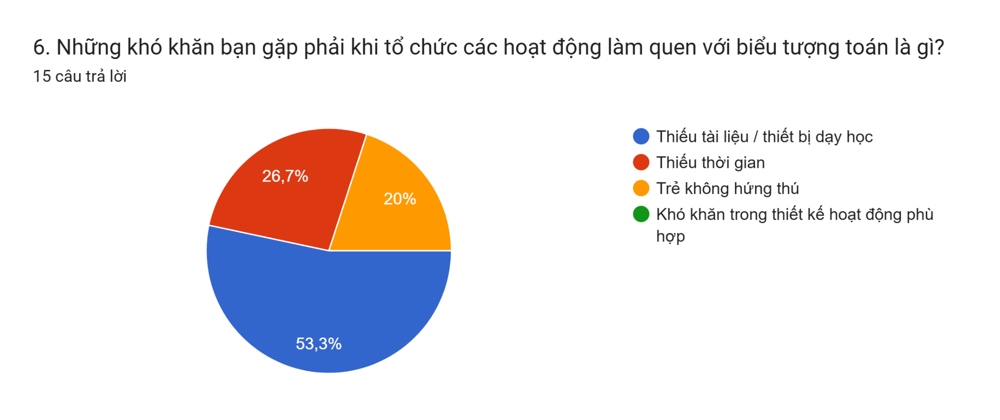 6. Những khó khăn bạn gặp phải khi tổ chức các hoạt động làm quen với biểu tượng toán là gì?
15 câu trả lời
Thiếu tài liệu / thiết bị dạy học
Thiếu thời gian
Trẻ không hứng thú
Khó khăn trong thiết kế hoạt động phù
hợp
26,7%
20%
53,3%